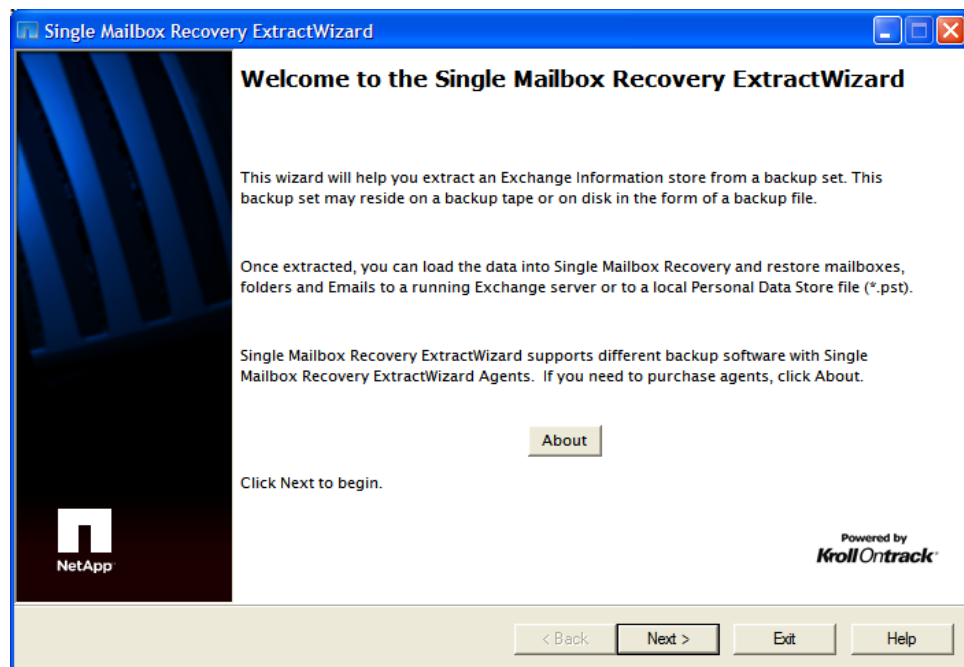 Single Mailbox Recovery ExtractWizard
Welcome to the Single Mailbox Recovery ExtractWizard
This wizard will help you extract an Exchange Information store from a backup set. This
backup set may reside on a backup tape or on disk in the form of a backup file.
Once extracted, you can load the data into Single Mailbox Recovery and restore mailboxes,
folders and Emails to a running Exchange server or to a local Personal Data Store file (*.pst).
Single Mailbox Recovery ExtractWizard supports different backup software with Single
Mailbox Recovery ExtractWizard Agents. If you need to purchase agents, click About.
About
Click Next to begin.
NetApp
Powered by
KrollOntrack
< Back
Next >
Exit
Help